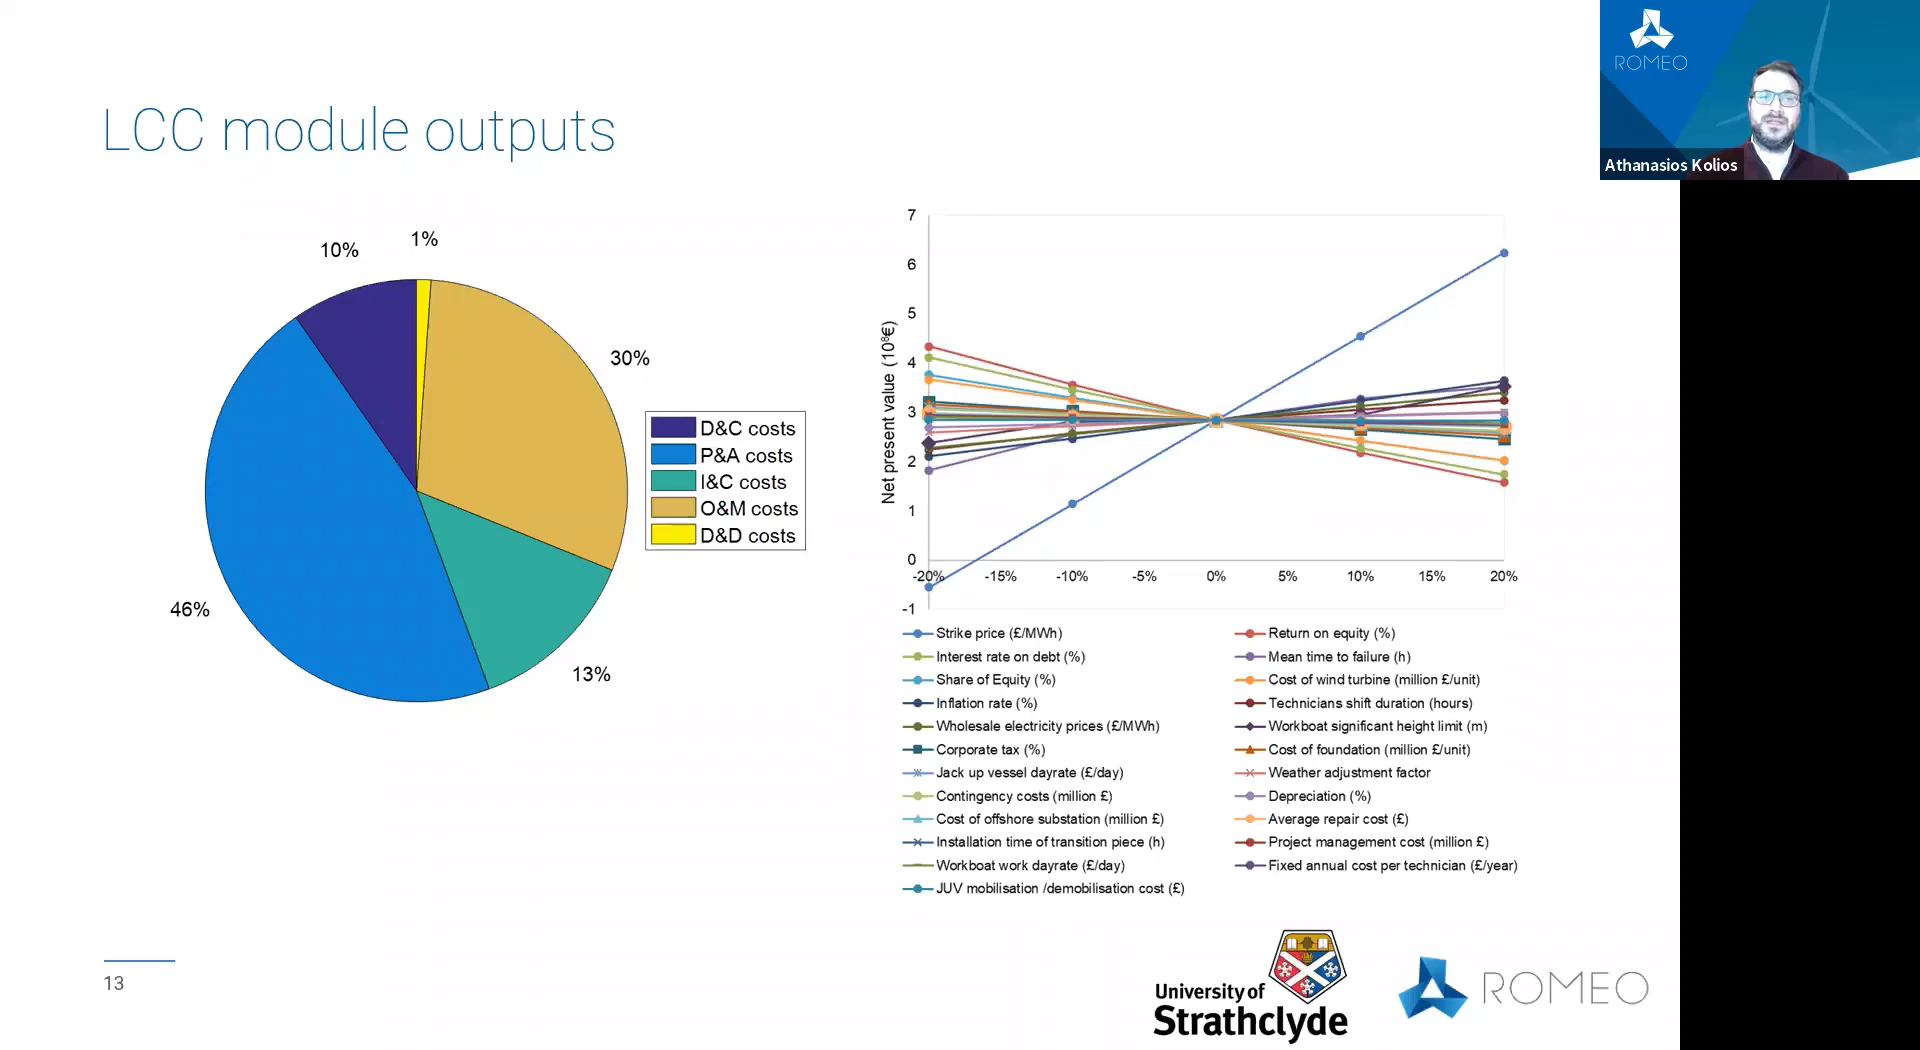 ROMEO
Athanasios Kolios
LCC module outputs
10%
1%
30%
46%
13%
D&C costs
P&A costs
I&C costs
O&M costs
D&D costs
Net present value (10⁸€)
7
6
5
4
3
2
1
0
-1
-20%
-15%
-10%
-5%
0%
5%
10%
15%
20%
Strike price (£/MWh)
Return on equity (%)
Interest rate on debt (%)
Mean time to failure (h)
Share of Equity (%)
Cost of wind turbine (million £/unit)
Inflation rate (%)
Technicians shift duration (hours)
Wholesale electricity prices (£/MWh)
Workboat significant height limit (m)
Corporate tax (%)
Cost of foundation (million £/unit)
Jack up vessel dayrate (£/day)
Weather adjustment factor
Contingency costs (million £)
Depreciation (%)
Cost of offshore substation (million £)
Average repair cost (£)
Installation time of transition piece (h)
Project management cost (million £)
Workboat work dayrate (£/day)
Fixed annual cost per technician (£/year)
JUV mobilisation /demobilisation cost (£)
13
University of
Strathclyde
ROMEO